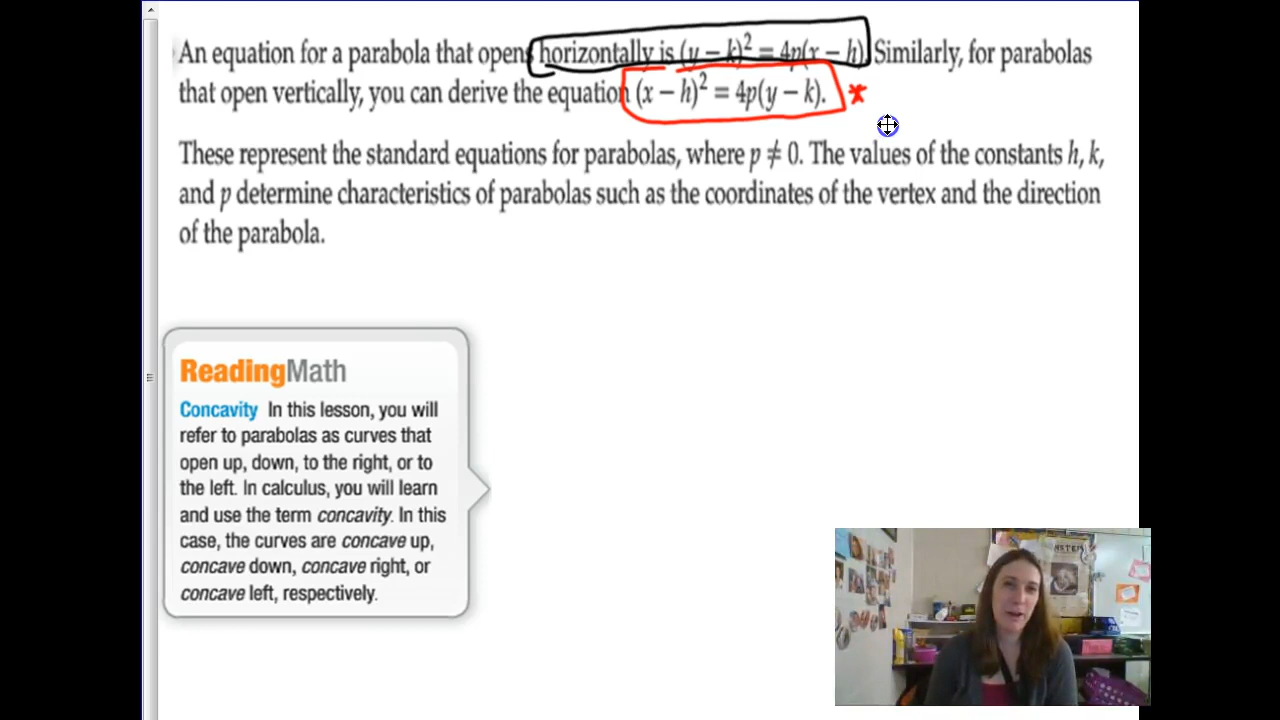 An equation for a parabola that opens horizontally is (y − k)² = 4p(x − h). Similarly, for parabolas
that open vertically, you can derive the equation (x − h)² = 4p(y − k). *
These represent the standard equations for parabolas, where p ≠ 0. The values of the constants h, k,
and p determine characteristics of parabolas such as the coordinates of the vertex and the direction
of the parabola.
ReadingMath
Concavity In this lesson, you will
refer to parabolas as curves that
open up, down, to the right, or to
the left. In calculus, you will learn
and use the term concavity. In this
case, the curves are concave up,
concave down, concave right, or
concave left, respectively.